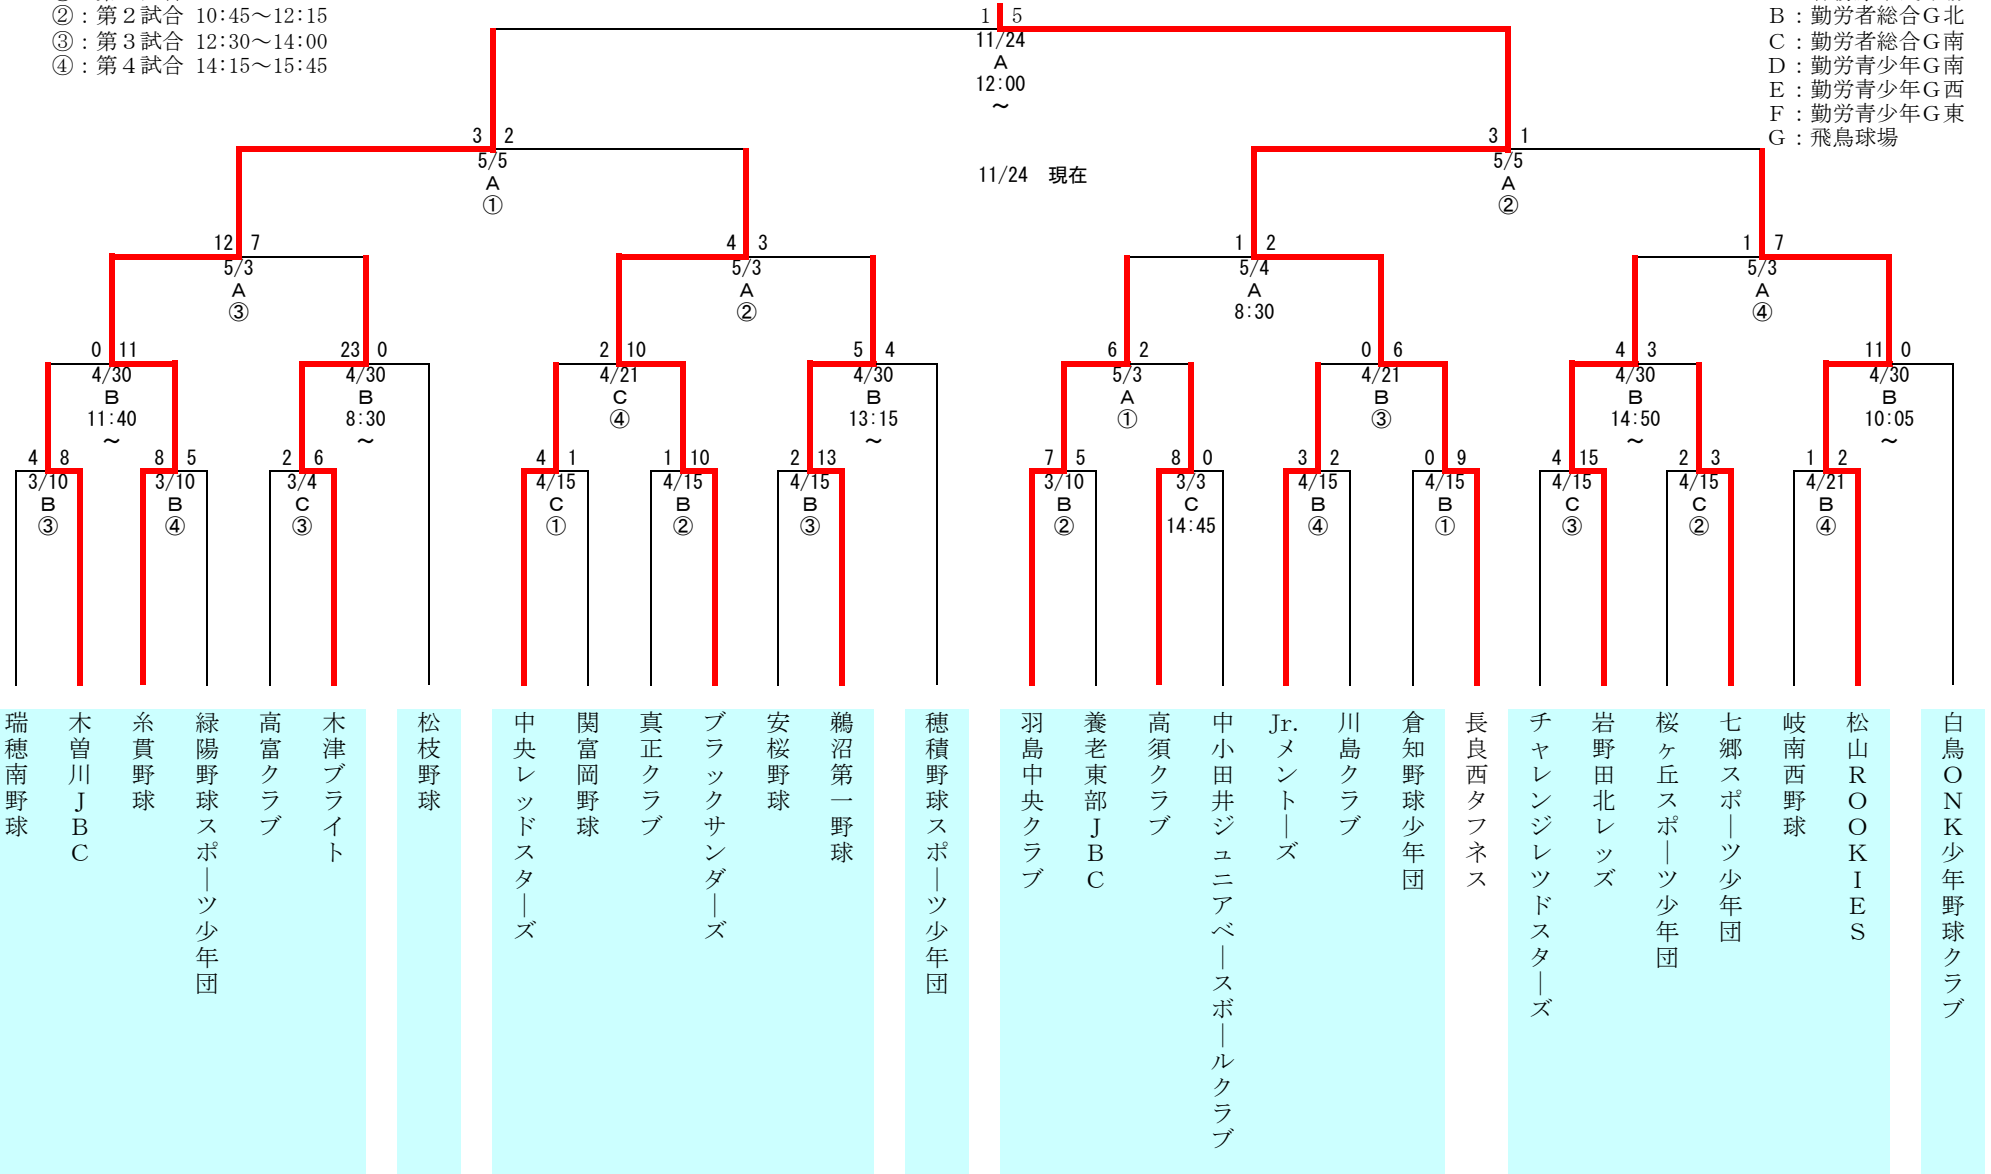 ②：第２試合 10:45～12:15
③：第３試合 12:30～14:00
④：第４試合 14:15～15:45
B：勤労者総合G北
C：勤労者総合G南
D：勤労青少年G南
E：勤労青少年G西
F：勤労青少年G東
G：飛鳥球場
1 5
11/24
A
12:00
～
11/24 現在
3 2
5/5
A
①
3 1
5/5
A
②
12 7
5/3
A
③
4 3
5/3
A
②
1 2
5/4
A
8:30
1 7
5/3
A
④
0 11
4/30
B
11:40
～
23 0
4/30
B
8:30
～
2 10
4/21
C
④
5 4
4/30
B
13:15
～
6 2
5/3
A
①
0 6
4/21
B
③
4 3
4/30
B
14:50
～
11 0
4/30
B
10:05
～
4 8
3/10
B
③
8 5
3/10
B
④
2 6
3/4
C
③
4 1
4/15
C
①
1 10
4/15
B
②
2 13
4/15
B
③
7 5
3/10
B
②
8 0
3/3
C
14:45
3 2
4/15
B
④
0 9
4/15
B
①
4 15
4/15
C
③
2 3
4/15
C
②
1 2
4/21
B
④
瑞穂南野球
木曽川JBC
糸貫野球
緑陽野球スポーツ少年団
高富クラブ
木津ブライト
松枝野球
中央レッドスターズ
関富岡野球
真正クラブ
ブラックサンダーズ
安桜野球
鵜沼第一野球
穂積野球スポーツ少年団
羽島中央クラブ
養老東部JBC
高須クラブ
中小田井ジュニアベースボールクラブ
Jr.メントーズ
川島クラブ
倉知野球少年団
長良西タフネス
チャレンジレツドスターズ
岩野田北レッズ
桜ヶ丘スポーツ少年団
七郷スポーツ少年団
岐南西野球
松山ROOKIES
白鳥ONK少年野球クラブ